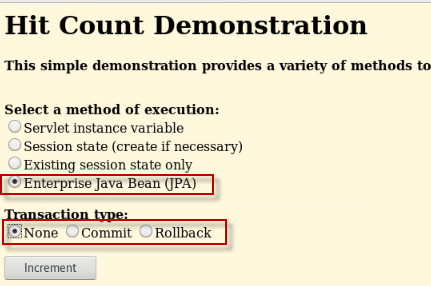 Hit Count Demonstration
This simple demonstration provides a variety of methods to
Select a method of execution:
Servlet instance variable
Session state (create if necessary)
Existing session state only
Enterprise Java Bean (JPA)
Transaction type:
None Commit Rollback
Increment